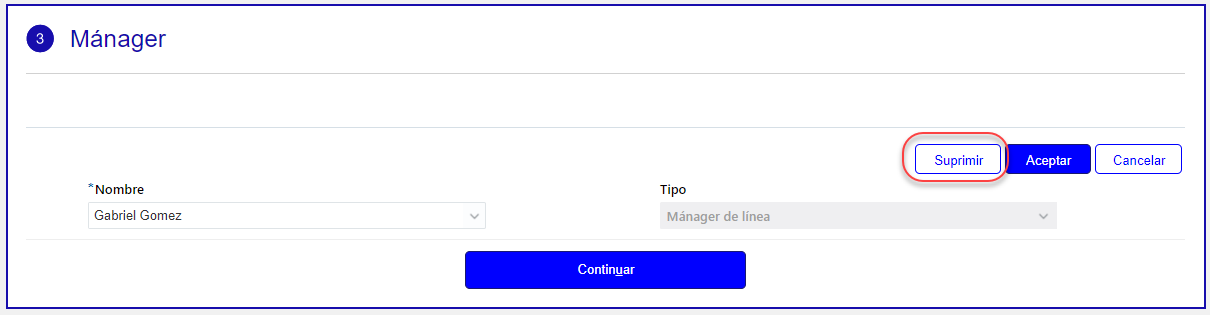 3 Mánager
Suprimir Aceptar Cancelar
*Nombre Tipo
Gabriel Gomez Mánager de línea
Continuar